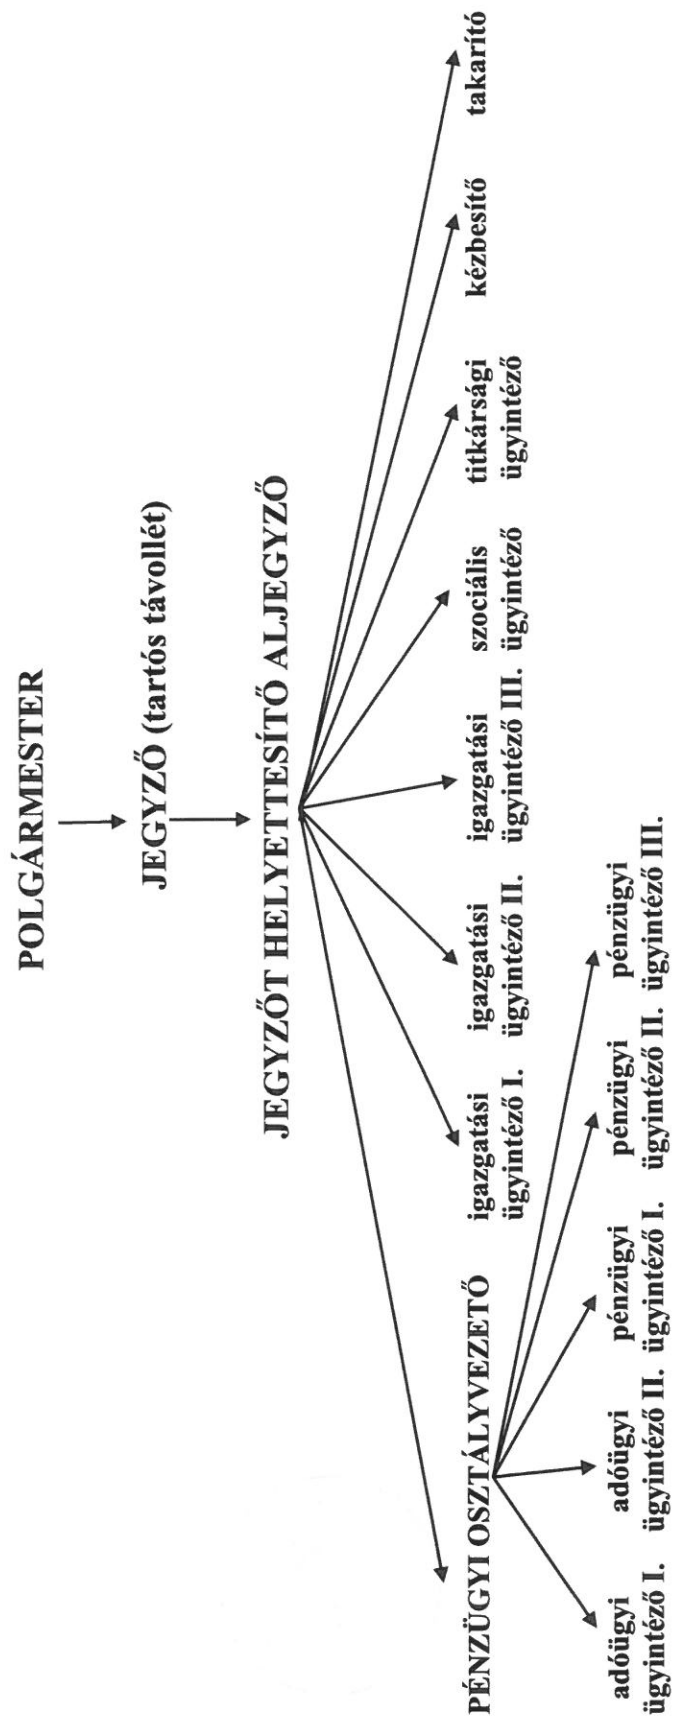 POLGÁRMESTER
JEGYZŐ (tartós távollét)
JEGYZŐT HELYETTESÍTŐ ALJEGYZŐ
PÉNZÜGYI OSZTÁLYVEZETŐ
igazgatási
ügyintéző I.
igazgatási
ügyintéző II.
igazgatási
ügyintéző III.
szociális
ügyintéző
titkársági
ügyintéző
kézbesítő
takarító
adóügyi
ügyintéző I.
adóügyi
ügyintéző II.
pénzügyi
ügyintéző I.
pénzügyi
ügyintéző II.
pénzügyi
ügyintéző III.